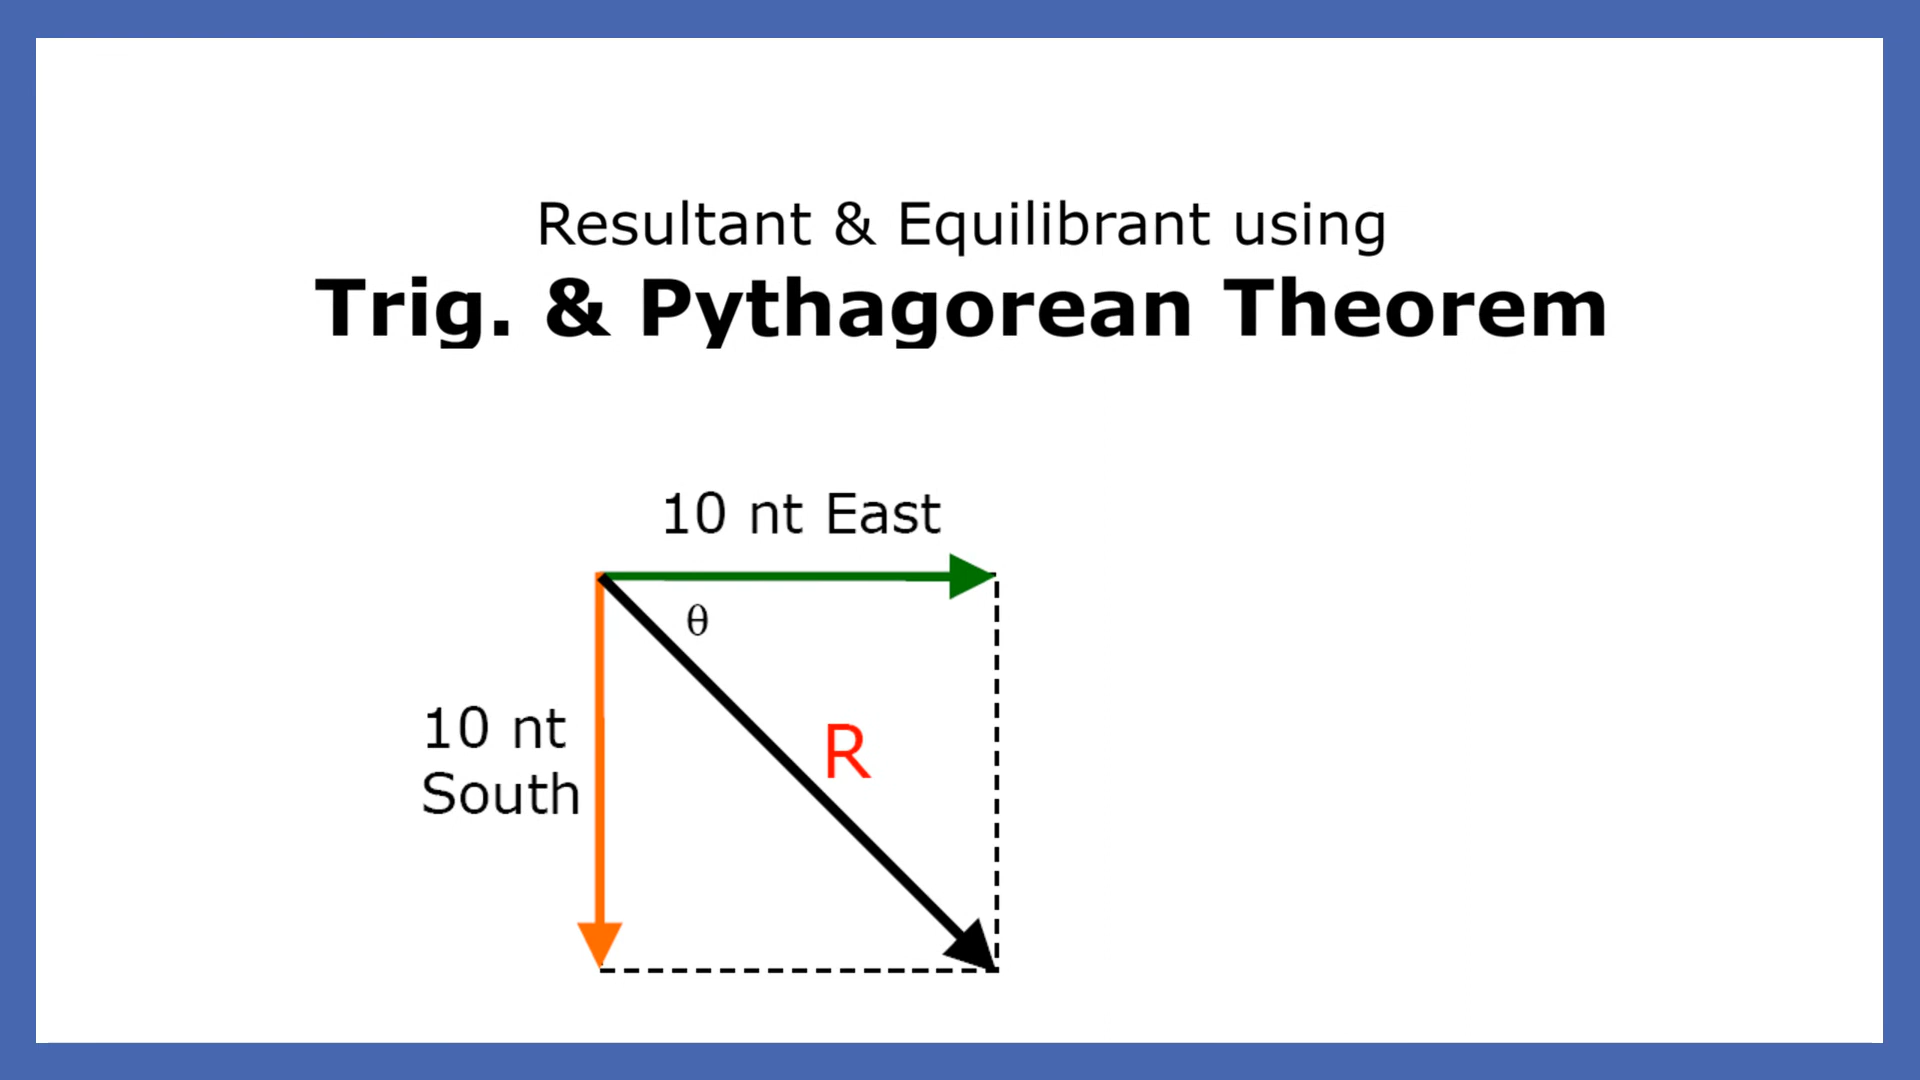 Resultant & Equilibrant using
Trig. & Pythagorean Theorem
10 nt East
θ
10 nt
South
R